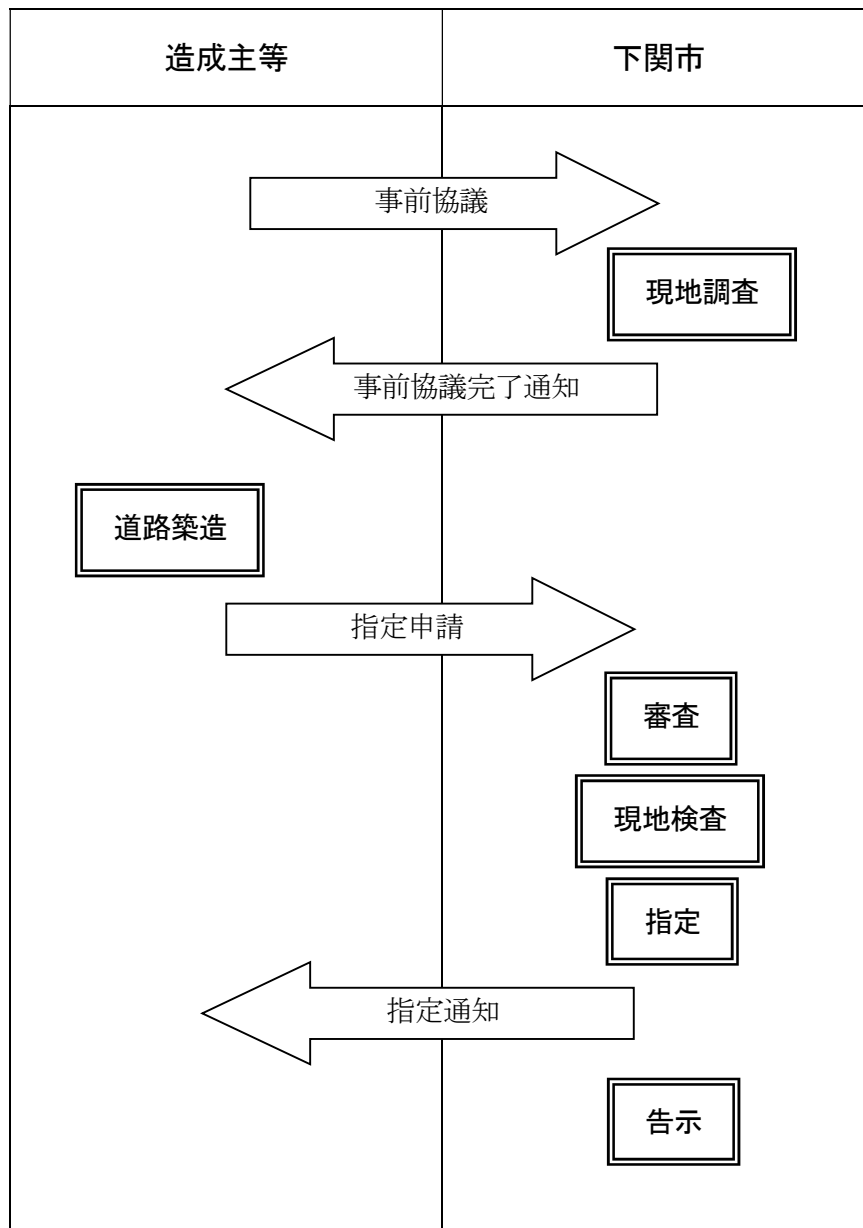 造成主等
下関市
事前協議
現地調査
事前協議完了通知
道路築造
指定申請
審査
現地検査
指定
指定通知
告示